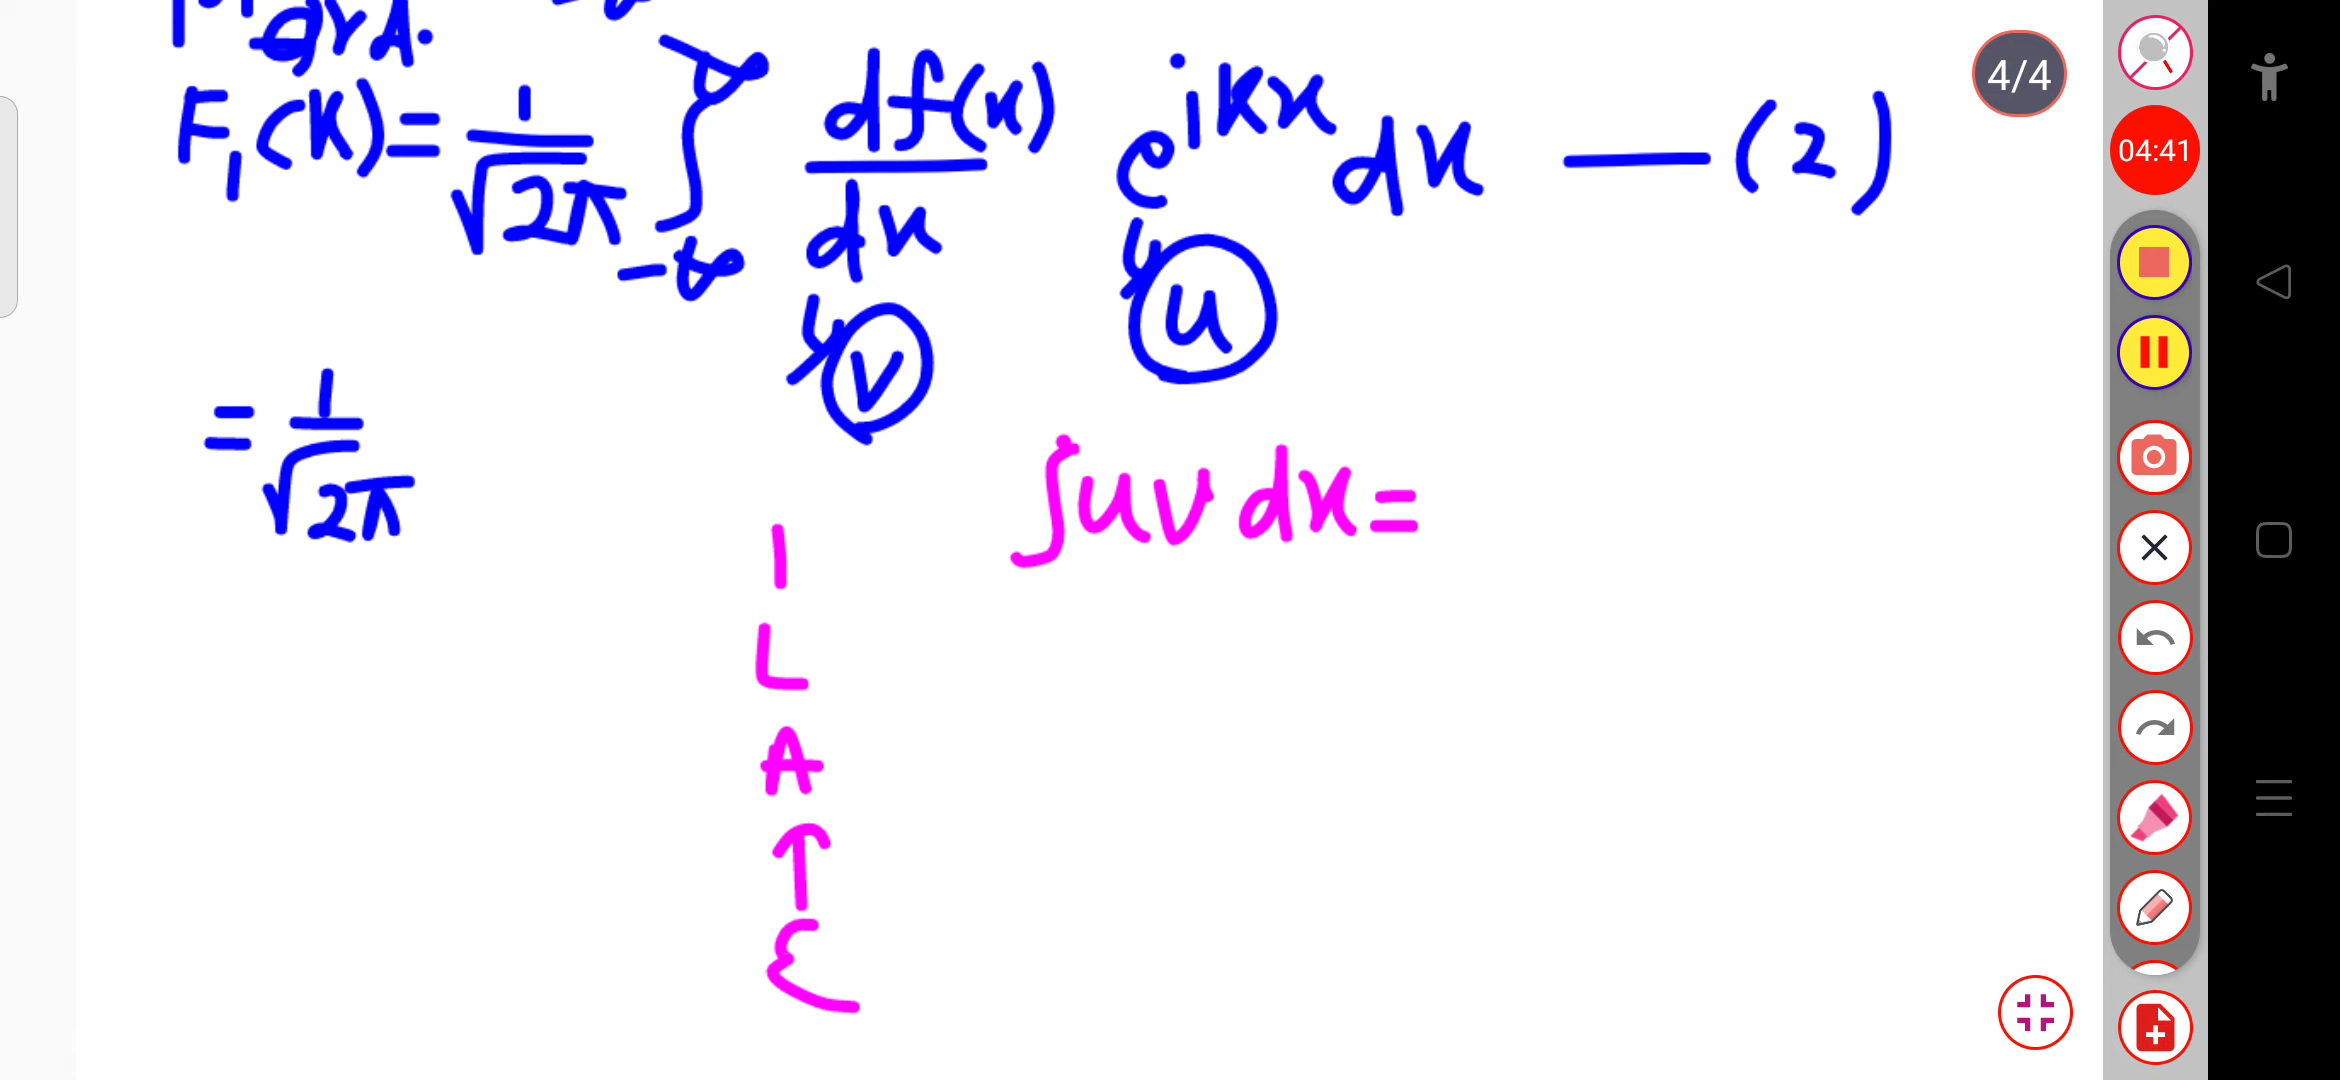 F₁(K) = 1/√2π ∫_{-∞}^{∞} df(x)/dx e^{ikx} dx — (2)
4/4
04:41
v
u
= 1/√2π
∫uv dx =
I
L
A
T
E